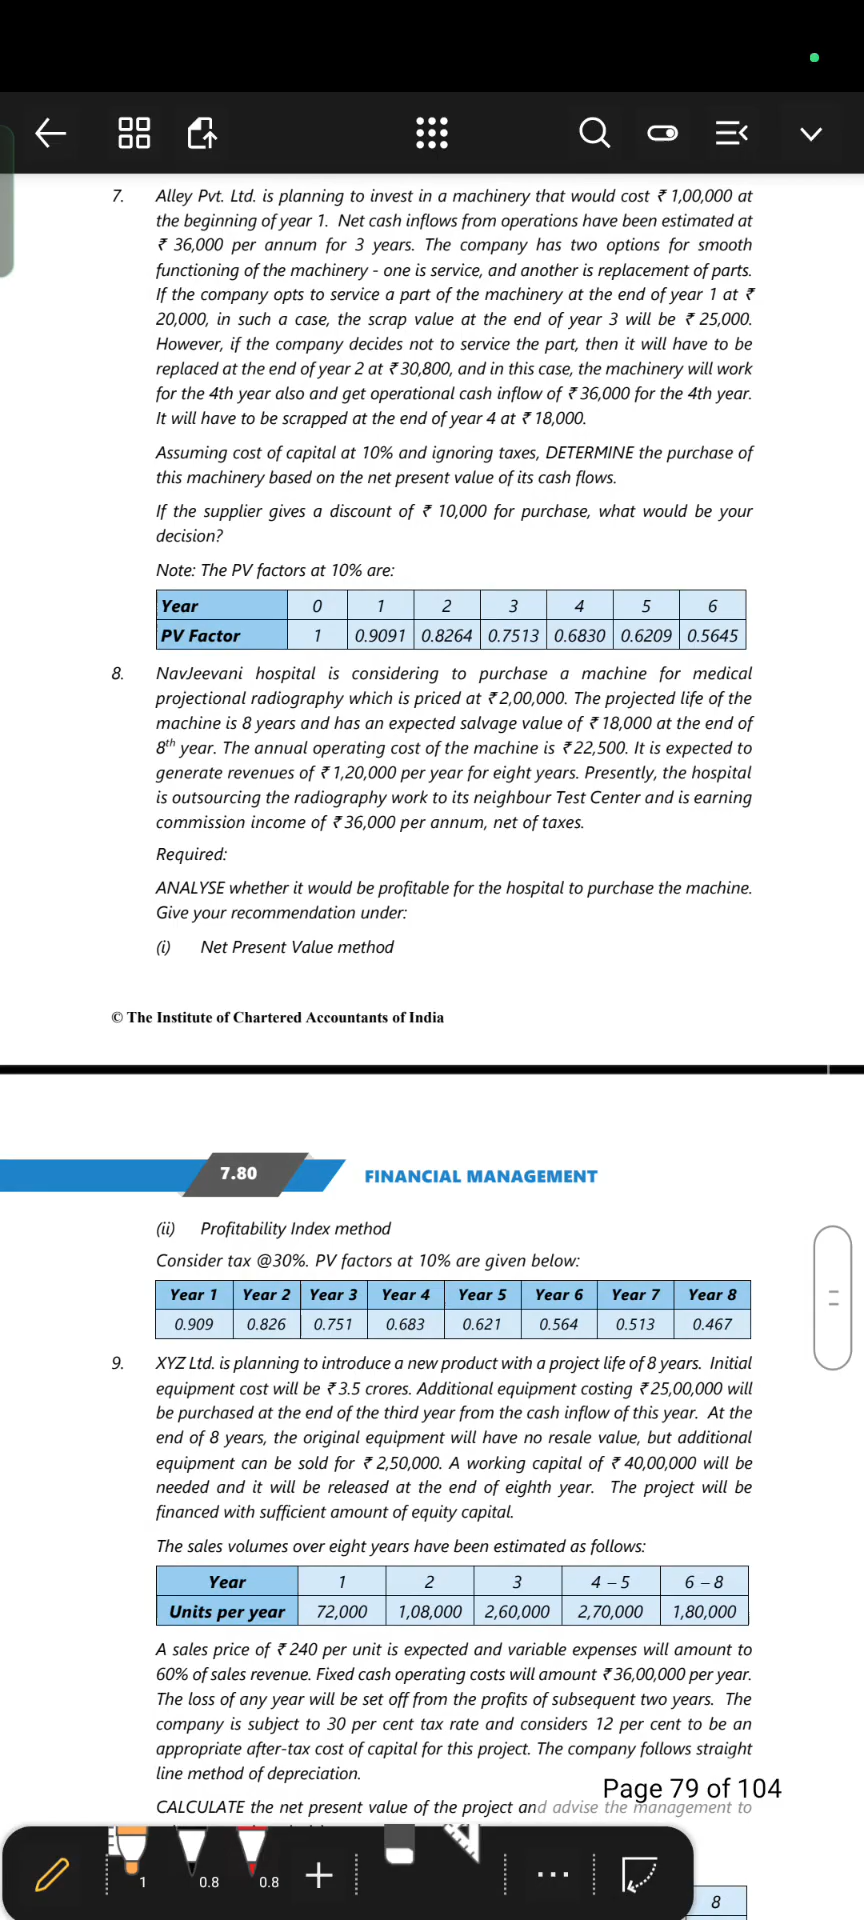 7. Alley Pvt. Ltd. is planning to invest in a machinery that would cost ₹ 1,00,000 at
the beginning of year 1. Net cash inflows from operations have been estimated at
₹ 36,000 per annum for 3 years. The company has two options for smooth
functioning of the machinery - one is service, and another is replacement of parts.
If the company opts to service a part of the machinery at the end of year 1 at ₹
20,000, in such a case, the scrap value at the end of year 3 will be ₹ 25,000.
However, if the company decides not to service the part, then it will have to be
replaced at the end of year 2 at ₹ 30,800, and in this case, the machinery will work
for the 4th year also and get operational cash inflow of ₹ 36,000 for the 4th year.
It will have to be scrapped at the end of year 4 at ₹ 18,000.
Assuming cost of capital at 10% and ignoring taxes, DETERMINE the purchase of
this machinery based on the net present value of its cash flows.
If the supplier gives a discount of ₹ 10,000 for purchase, what would be your
decision?
Note: The PV factors at 10% are:
Year 0 1 2 3 4 5 6
PV Factor 1 0.9091 0.8264 0.7513 0.6830 0.6209 0.5645
8. NavJeevani hospital is considering to purchase a machine for medical
projectional radiography which is priced at ₹ 2,00,000. The projected life of the
machine is 8 years and has an expected salvage value of ₹ 18,000 at the end of
8th year. The annual operating cost of the machine is ₹ 22,500. It is expected to
generate revenues of ₹ 1,20,000 per year for eight years. Presently, the hospital
is outsourcing the radiography work to its neighbour Test Center and is earning
commission income of ₹ 36,000 per annum, net of taxes.
Required:
ANALYSE whether it would be profitable for the hospital to purchase the machine.
Give your recommendation under:
(i) Net Present Value method
© The Institute of Chartered Accountants of India
7.80 FINANCIAL MANAGEMENT
(ii) Profitability Index method
Consider tax @30%. PV factors at 10% are given below:
Year 1 Year 2 Year 3 Year 4 Year 5 Year 6 Year 7 Year 8
0.909 0.826 0.751 0.683 0.621 0.564 0.513 0.467
9. XYZ Ltd. is planning to introduce a new product with a project life of 8 years. Initial
equipment cost will be ₹ 3.5 crores. Additional equipment costing ₹ 25,00,000 will
be purchased at the end of the third year from the cash inflow of this year. At the
end of 8 years, the original equipment will have no resale value, but additional
equipment can be sold for ₹ 2,50,000. A working capital of ₹ 40,00,000 will be
needed and it will be released at the end of eighth year. The project will be
financed with sufficient amount of equity capital.
The sales volumes over eight years have been estimated as follows:
Year 1 2 3 4 – 5 6 – 8
Units per year 72,000 1,08,000 2,60,000 2,70,000 1,80,000
A sales price of ₹ 240 per unit is expected and variable expenses will amount to
60% of sales revenue. Fixed cash operating costs will amount ₹ 36,00,000 per year.
The loss of any year will be set off from the profits of subsequent two years. The
company is subject to 30 per cent tax rate and considers 12 per cent to be an
appropriate after-tax cost of capital for this project. The company follows straight
line method of depreciation.
Page 79 of 104
CALCULATE the net present value of the project and advise the management to
1 0.8 0.8
8